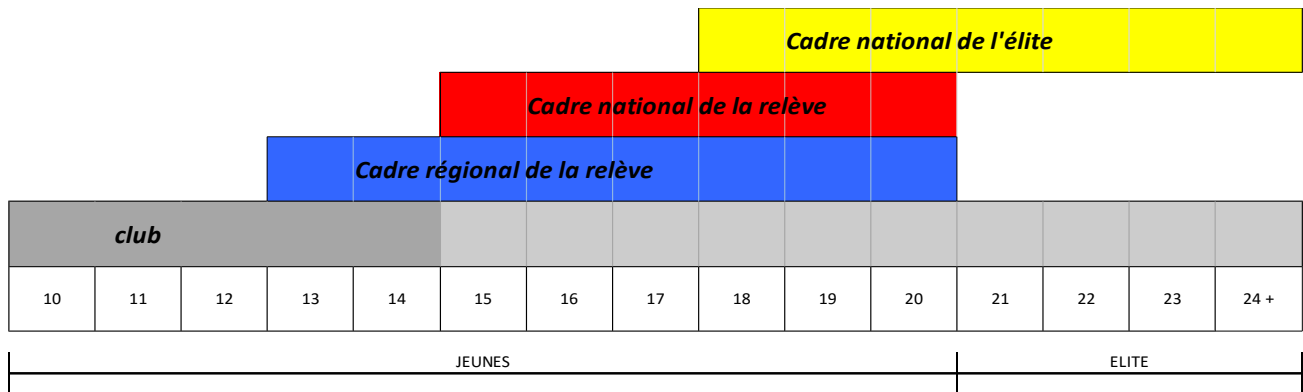 Cadre national de l'élite
Cadre national de la relève
Cadre régional de la relève
club
10 11 12 13 14 15 16 17 18 19 20 21 22 23 24 +
JEUNES ELITE